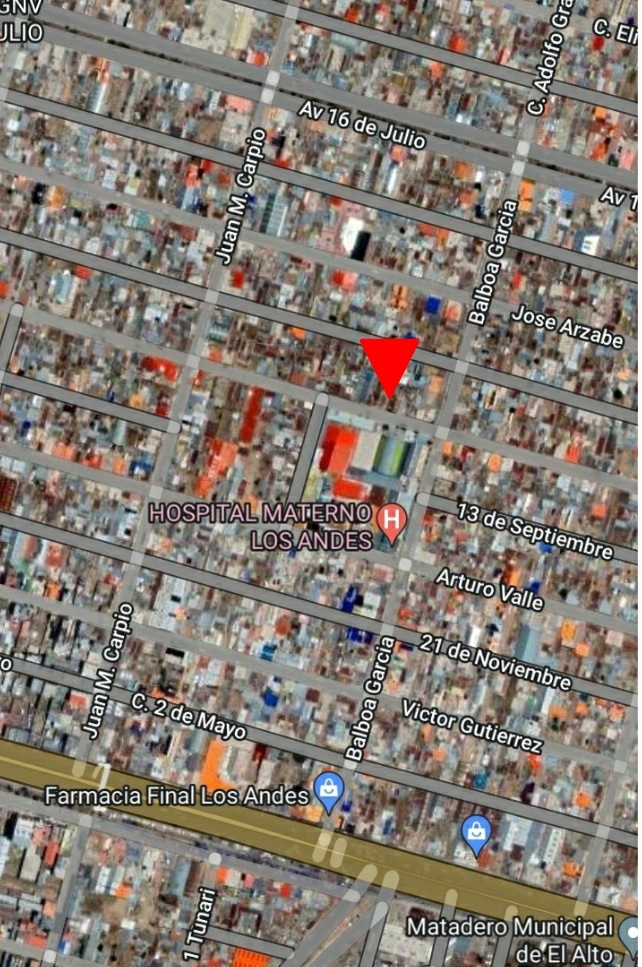 GNV
JULIO
C. Eli
C. Adolfo Gra
Av 16 de Julio
Juan M. Carpio
Av 1
Balboa Garcia
Jose Arzabe
H
HOSPITAL MATERNO
LOS ANDES
13 de Septiembre
Arturo Valle
21 de Noviembre
Juan M. Carpio
Balboa Garcia
C. 2 de Mayo
Victor Gutierrez
Farmacia Final Los Andes
1 Tunari
Matadero Municipal
de El Alto